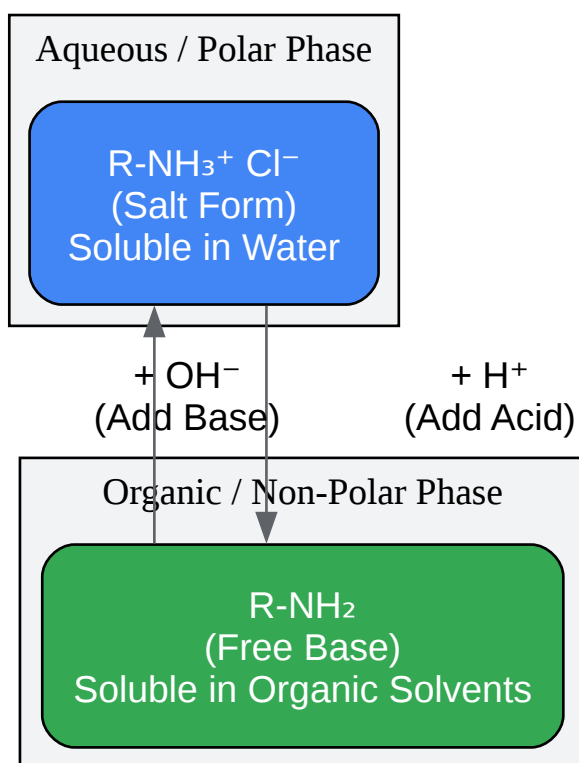 Aqueous / Polar Phase
R-NH₃⁺ Cl⁻
(Salt Form)
Soluble in Water
+ OH⁻
(Add Base)
+ H⁺
(Add Acid)
Organic / Non-Polar Phase
R-NH₂
(Free Base)
Soluble in Organic Solvents